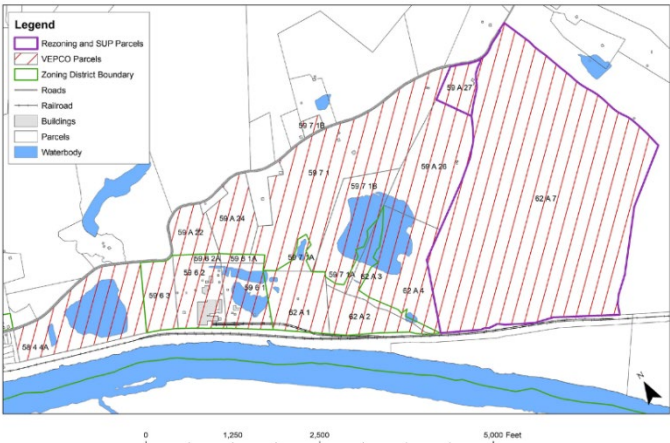 Legend
Rezoning and SUP Parcels
VEPCO Parcels
Zoning District Boundary
Roads
Railroad
Buildings
Parcels
Waterbody
59 A 27
59 7 1B
59 7 1
59 A 26
59 7 1B
62 A 7
59 A 24
59 A 22
59 7 3A
59 6 2A
59 6 1A
59 6 2
59 7 1A
62 A 3
59 6 1
59 6 3
62 A 4
62 A 1
62 A 2
58 4 4A
N
0
1,250
2,500
5,000 Feet